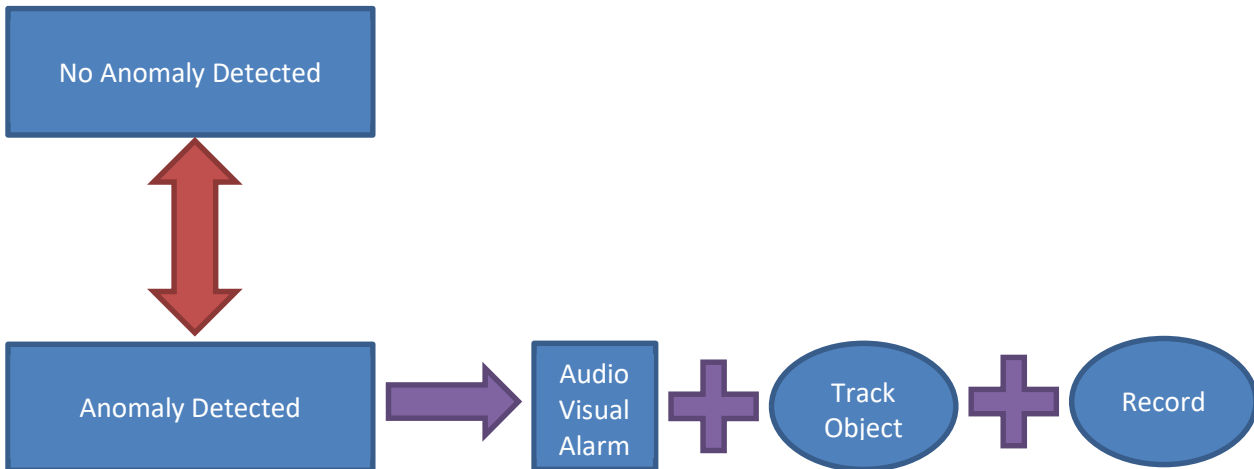 No Anomaly Detected
Anomaly Detected
Audio
Visual
Alarm
Track
Object
Record